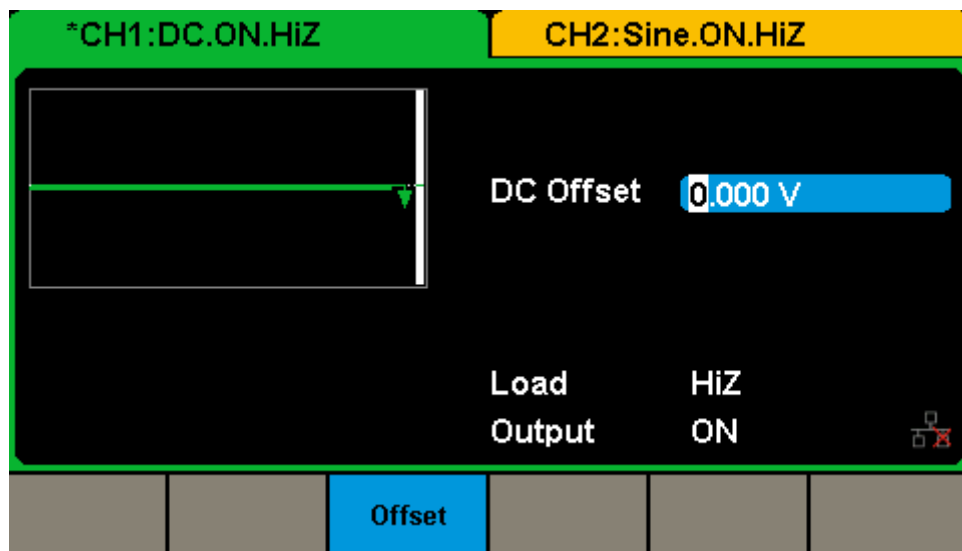 *CH1:DC.ON.HiZ
CH2:Sine.ON.HiZ
DC Offset 0.000 V
Load HiZ
Output ON
Offset